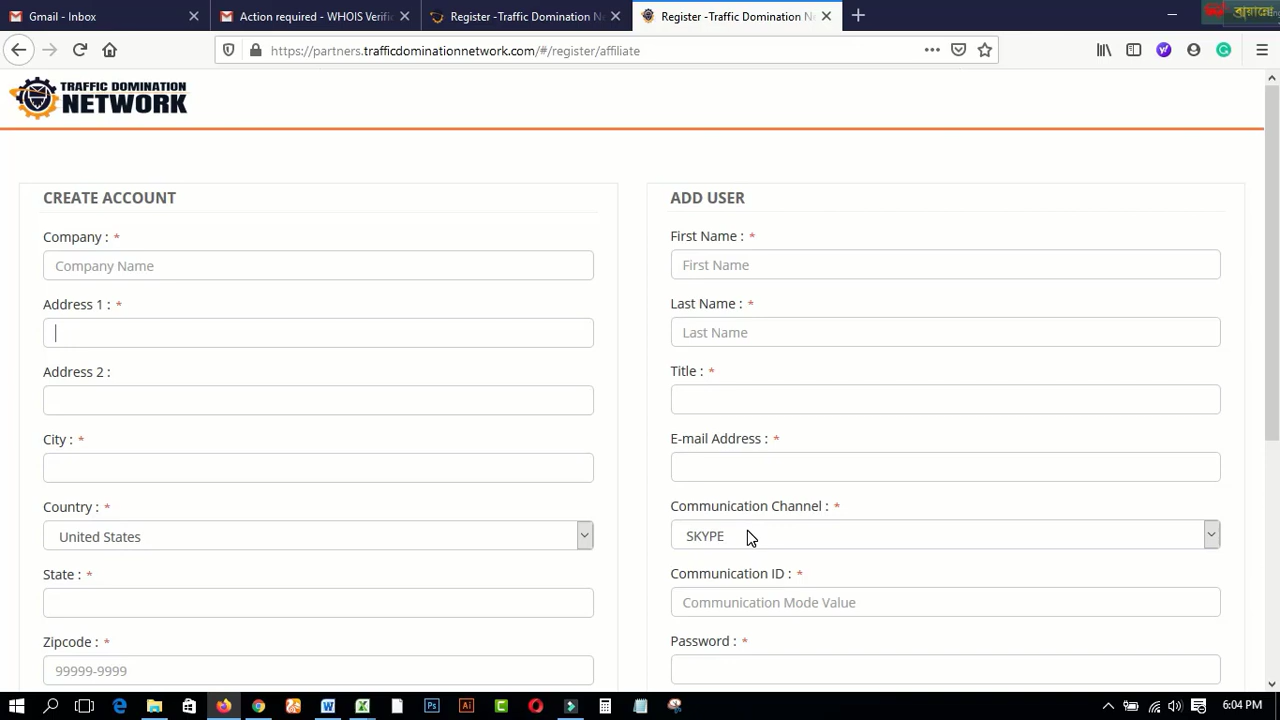 Gmail - Inbox
Action required - WHOIS Verific
Register -Traffic Domination Ne
Register -Traffic Domination Ne
https://partners.trafficdominationnetwork.com/#/register/affiliate
TRAFFIC DOMINATION
NETWORK
CREATE ACCOUNT
Company : *
Company Name
Address 1 : *
Address 2 :
City : *
Country : *
United States
State : *
Zipcode : *
99999-9999
ADD USER
First Name : *
First Name
Last Name : *
Last Name
Title : *
E-mail Address : *
Communication Channel : *
SKYPE
Communication ID : *
Communication Mode Value
Password : *
6:04 PM